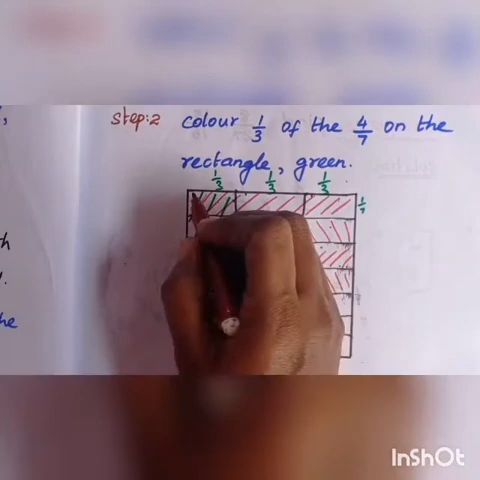 step:2 colour 1/3 of the 4/7 on the
rectangle, green.
1/3 1/3 1/3
1/7
the
InShOt